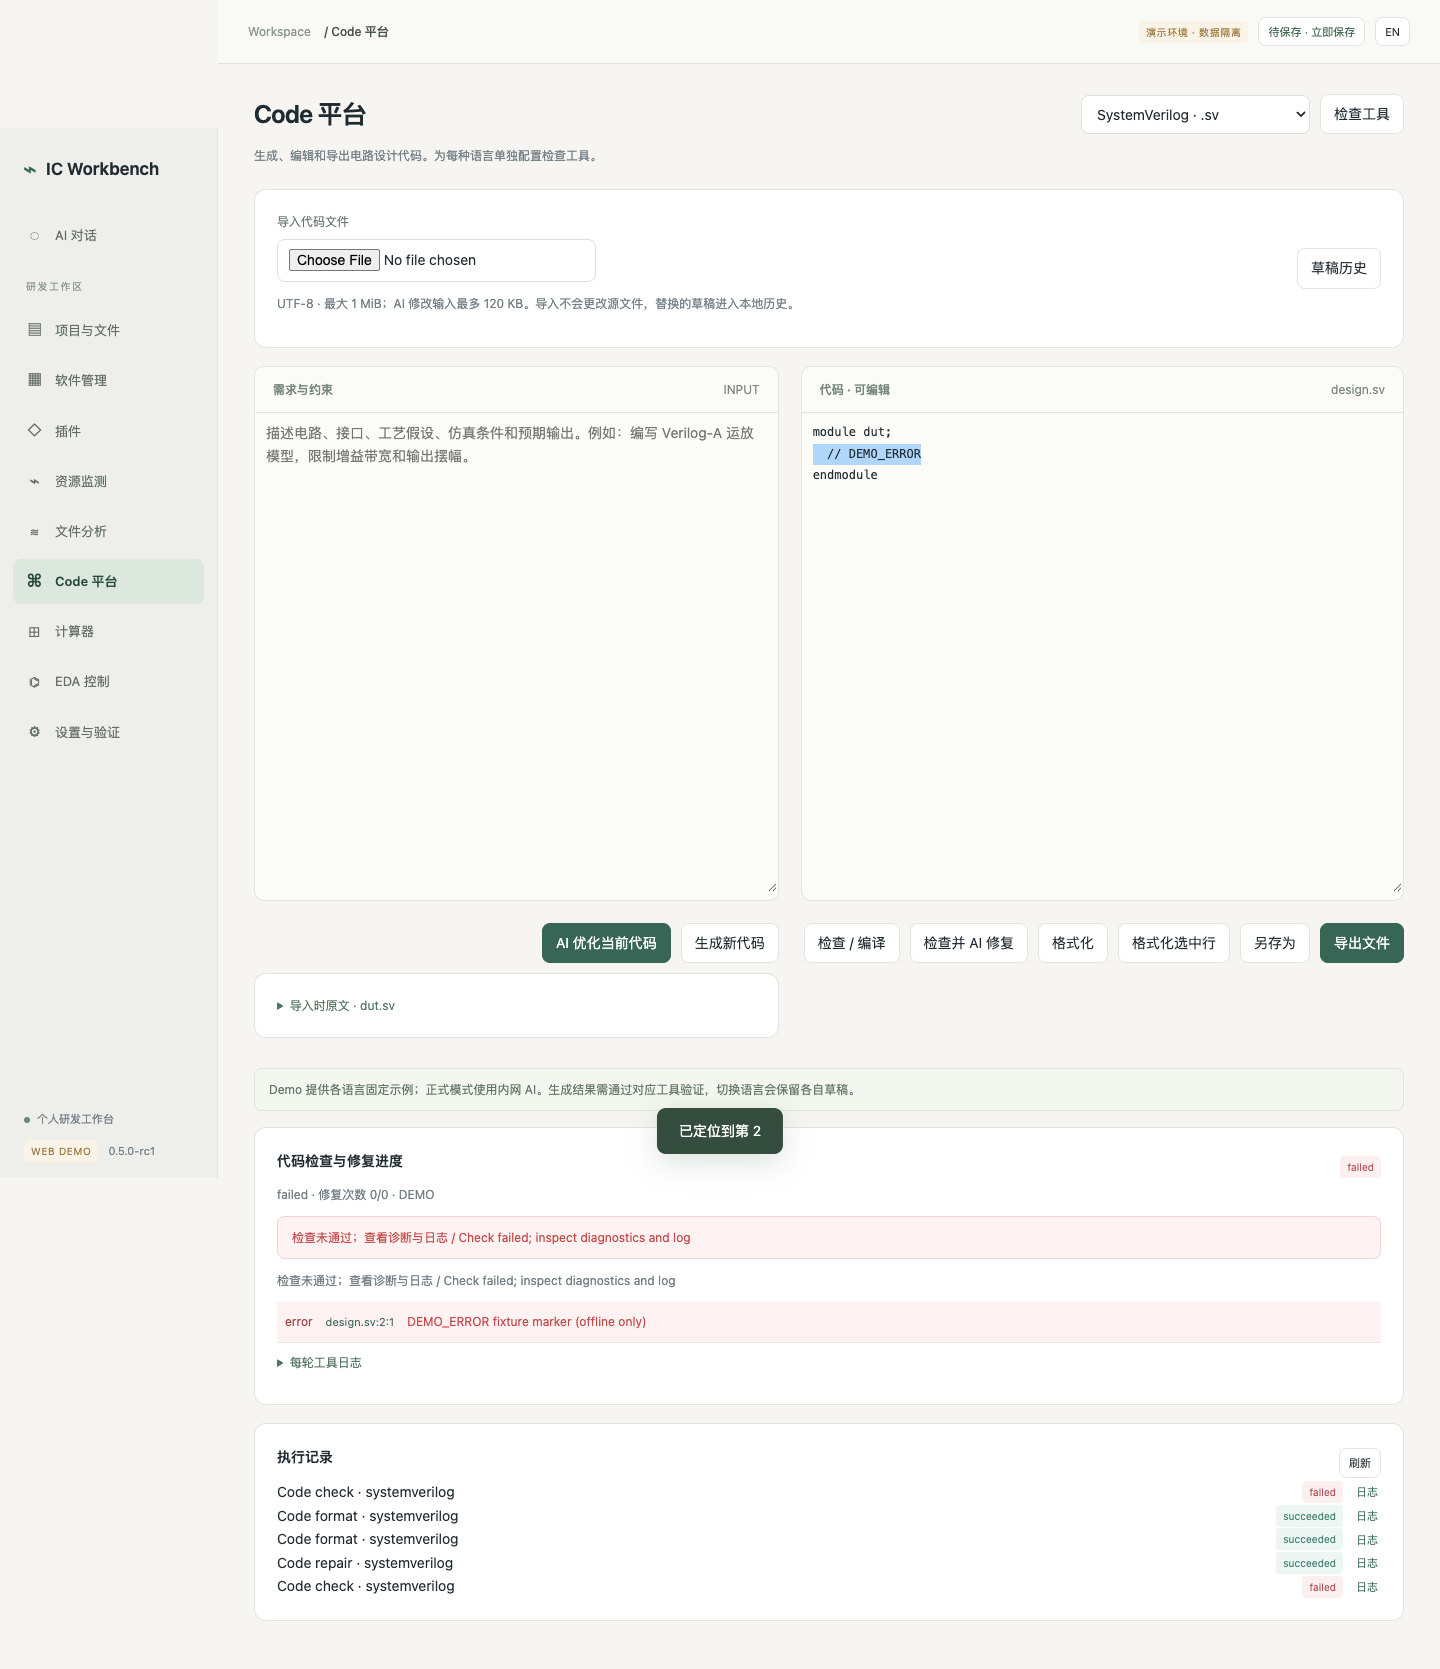 Workspace / Code 平台
演示环境 · 数据隔离
待保存 · 立即保存
EN
IC Workbench
AI 对话
研发工作区
项目与文件
软件管理
插件
资源监测
文件分析
Code 平台
计算器
EDA 控制
设置与验证
个人研发工作台
WEB DEMO 0.5.0-rc1
Code 平台
SystemVerilog · .sv
检查工具
生成、编辑和导出电路设计代码。为每种语言单独配置检查工具。
导入代码文件
Choose File No file chosen
草稿历史
UTF-8 · 最大 1 MiB；AI 修改输入最多 120 KB。导入不会更改源文件，替换的草稿进入本地历史。
需求与约束 INPUT
描述电路、接口、工艺假设、仿真条件和预期输出。例如：编写 Verilog-A 运放
模型，限制增益带宽和输出摆幅。
代码 · 可编辑 design.sv
module dut;
// DEMO_ERROR
endmodule
AI 优化当前代码
生成新代码
检查 / 编译
检查并 AI 修复
格式化
格式化选中行
另存为
导出文件
导入时原文 · dut.sv
Demo 提供各语言固定示例；正式模式使用内网 AI。生成结果需通过对应工具验证，切换语言会保留各自草稿。
已定位到第 2
代码检查与修复进度
failed
failed · 修复次数 0/0 · DEMO
检查未通过；查看诊断与日志 / Check failed; inspect diagnostics and log
检查未通过；查看诊断与日志 / Check failed; inspect diagnostics and log
error design.sv:2:1 DEMO_ERROR fixture marker (offline only)
每轮工具日志
执行记录
刷新
Code check · systemverilog failed 日志
Code format · systemverilog succeeded 日志
Code format · systemverilog succeeded 日志
Code repair · systemverilog succeeded 日志
Code check · systemverilog failed 日志